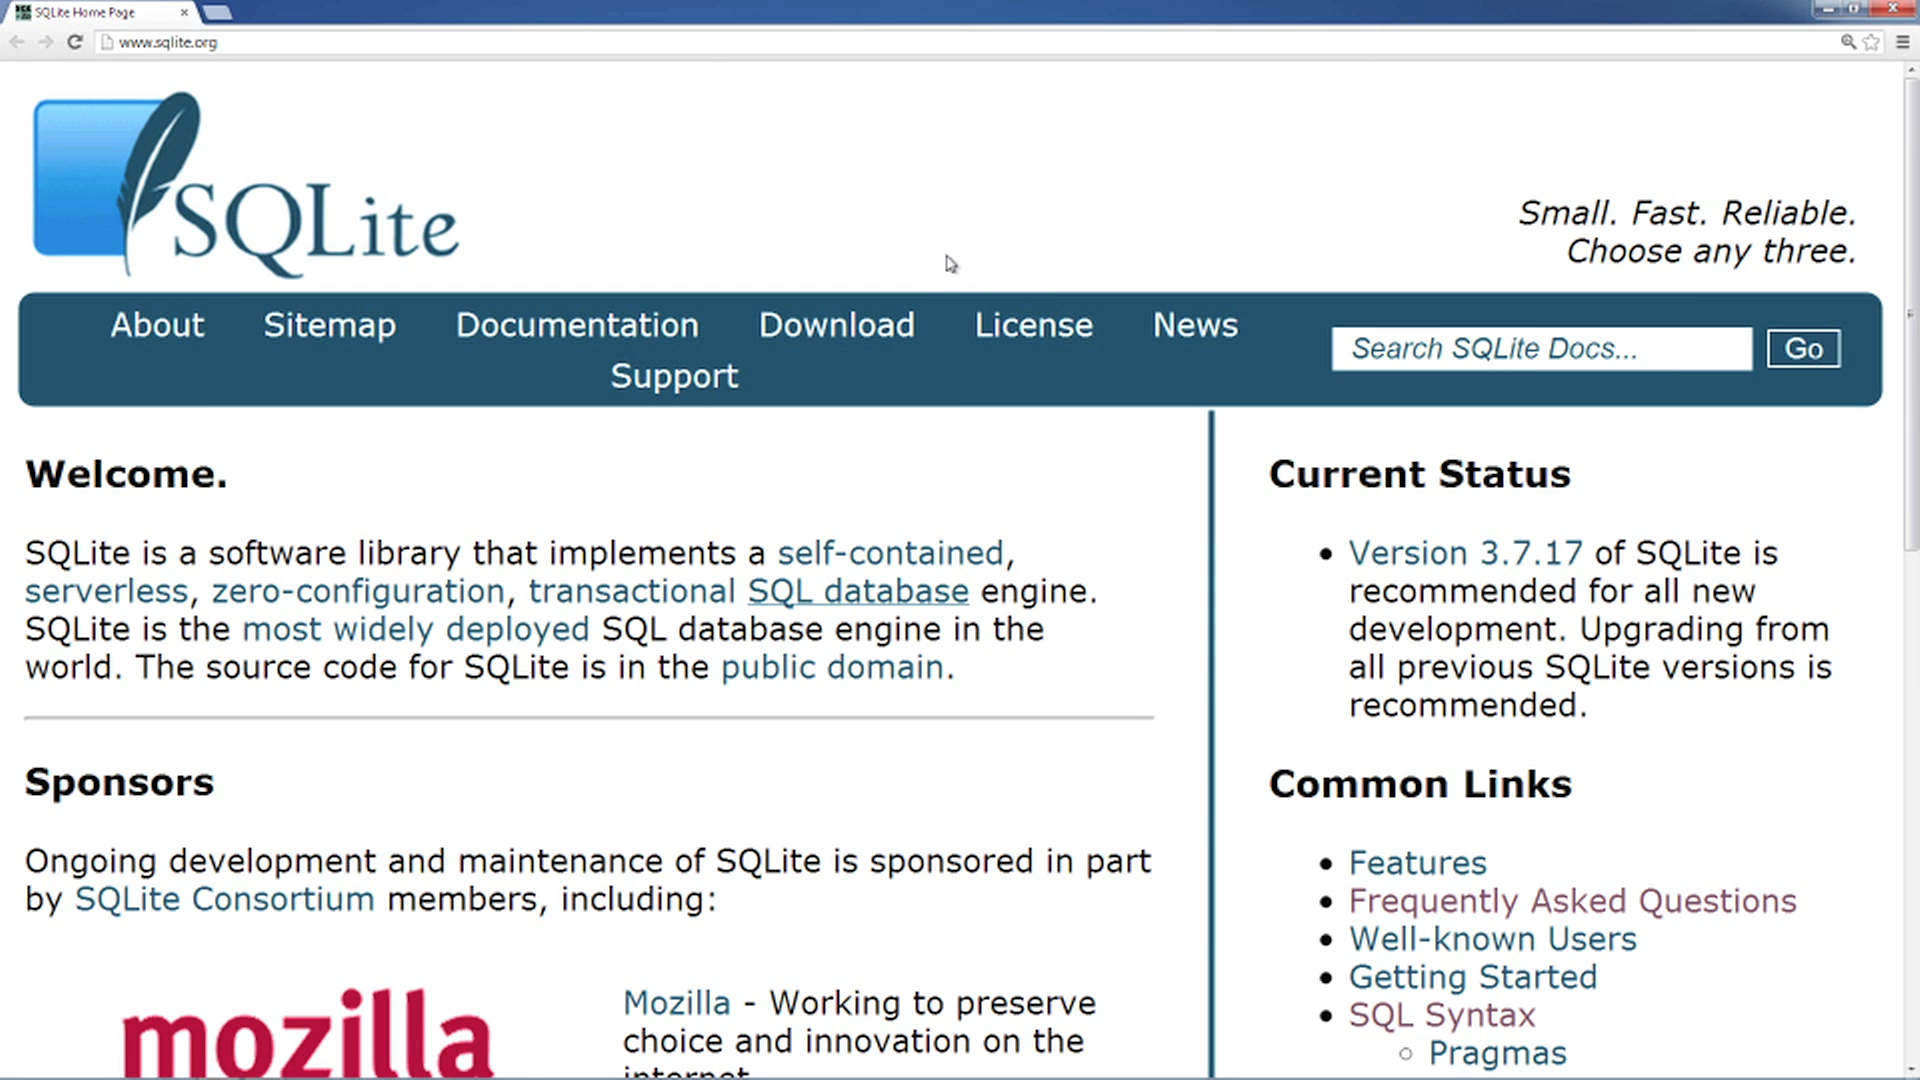 SQLite Home Page
www.sqlite.org
SQLite
Small. Fast. Reliable.
Choose any three.
About Sitemap Documentation Download License News
Support
Search SQLite Docs... Go
Welcome.
SQLite is a software library that implements a self-contained,
serverless, zero-configuration, transactional SQL database engine.
SQLite is the most widely deployed SQL database engine in the
world. The source code for SQLite is in the public domain.
Sponsors
Ongoing development and maintenance of SQLite is sponsored in part
by SQLite Consortium members, including:
mozilla
Mozilla - Working to preserve
choice and innovation on the
internet.
Current Status
Version 3.7.17 of SQLite is
recommended for all new
development. Upgrading from
all previous SQLite versions is
recommended.
Common Links
Features
Frequently Asked Questions
Well-known Users
Getting Started
SQL Syntax
Pragmas